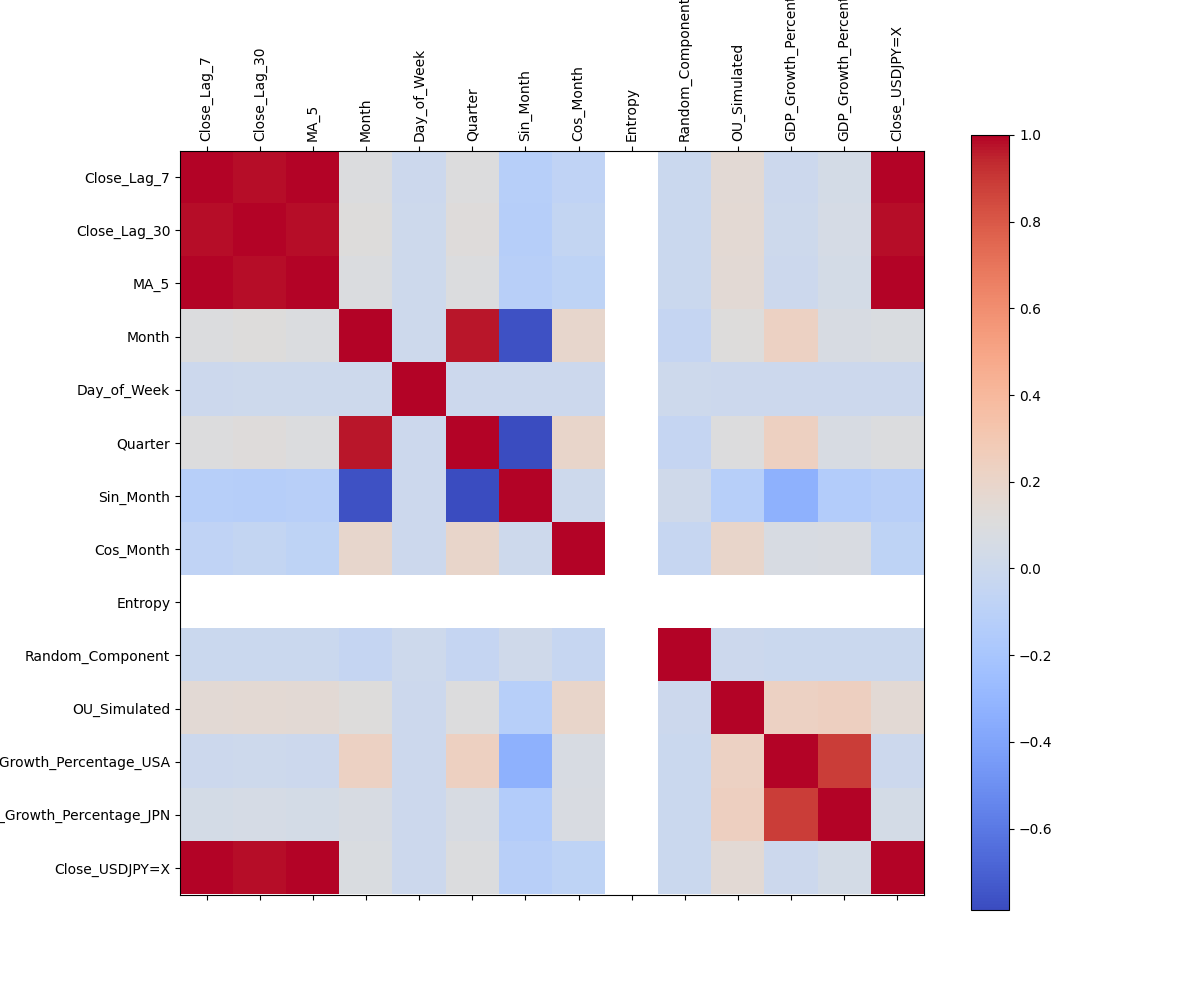 Close_Lag_7
Close_Lag_30
MA_5
Month
Day_of_Week
Quarter
Sin_Month
Cos_Month
Entropy
Random_Component
OU_Simulated
GDP_Growth_Percent
GDP_Growth_Percent
Close_USDJPY=X
Close_Lag_7
Close_Lag_30
MA_5
Month
Day_of_Week
Quarter
Sin_Month
Cos_Month
Entropy
Random_Component
OU_Simulated
Growth_Percentage_USA
_Growth_Percentage_JPN
Close_USDJPY=X
1.0
0.8
0.6
0.4
0.2
0.0
−0.2
−0.4
−0.6